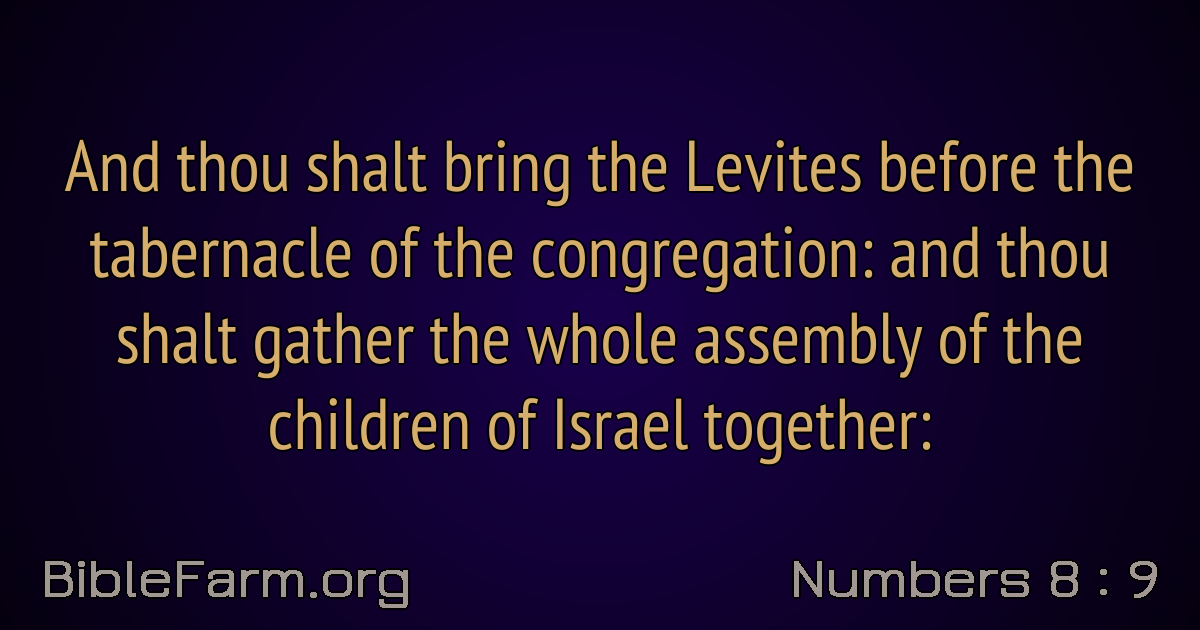 And thou shalt bring the Levites before the
tabernacle of the congregation: and thou
shalt gather the whole assembly of the
children of Israel together:
BibleFarm.org
Numbers 8 : 9